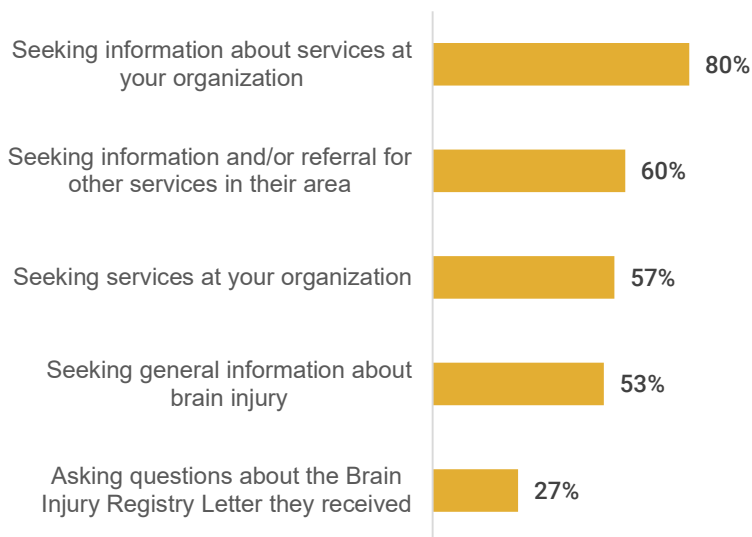 Seeking information about services at
your organization
80%
Seeking information and/or referral for
other services in their area
60%
Seeking services at your organization
57%
Seeking general information about
brain injury
53%
Asking questions about the Brain
Injury Registry Letter they received
27%